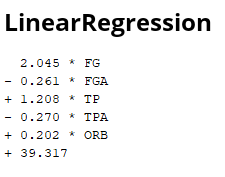 LinearRegression
2.045 * FG
- 0.261 * FGA
+ 1.208 * TP
- 0.270 * TPA
+ 0.202 * ORB
+ 39.317